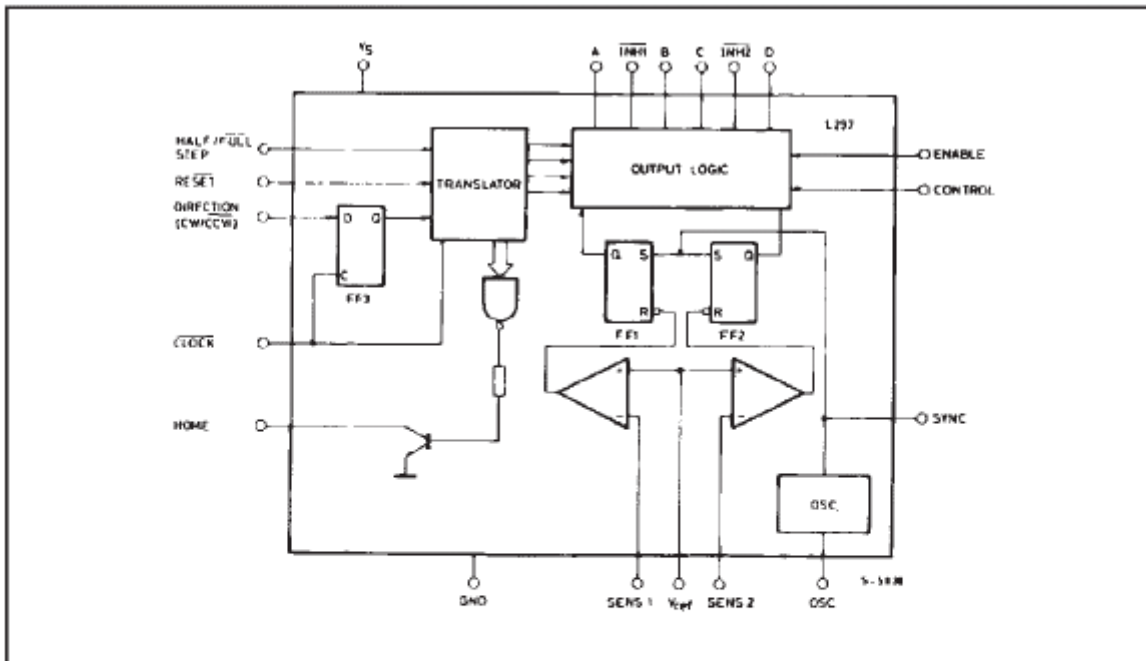 VS
A INH1 B C INH2 D
L297
HALF/FULL
STEP
RESET
DIRECTION
(CW/CCW)
CLOCK
HOME
TRANSLATOR
OUTPUT LOGIC
ENABLE
CONTROL
D Q
C
FF3
Q S
R
FF1
S Q
R
FF2
+
-
+
-
SYNC
OSC.
GND
SENS 1
Vref
SENS 2
OSC